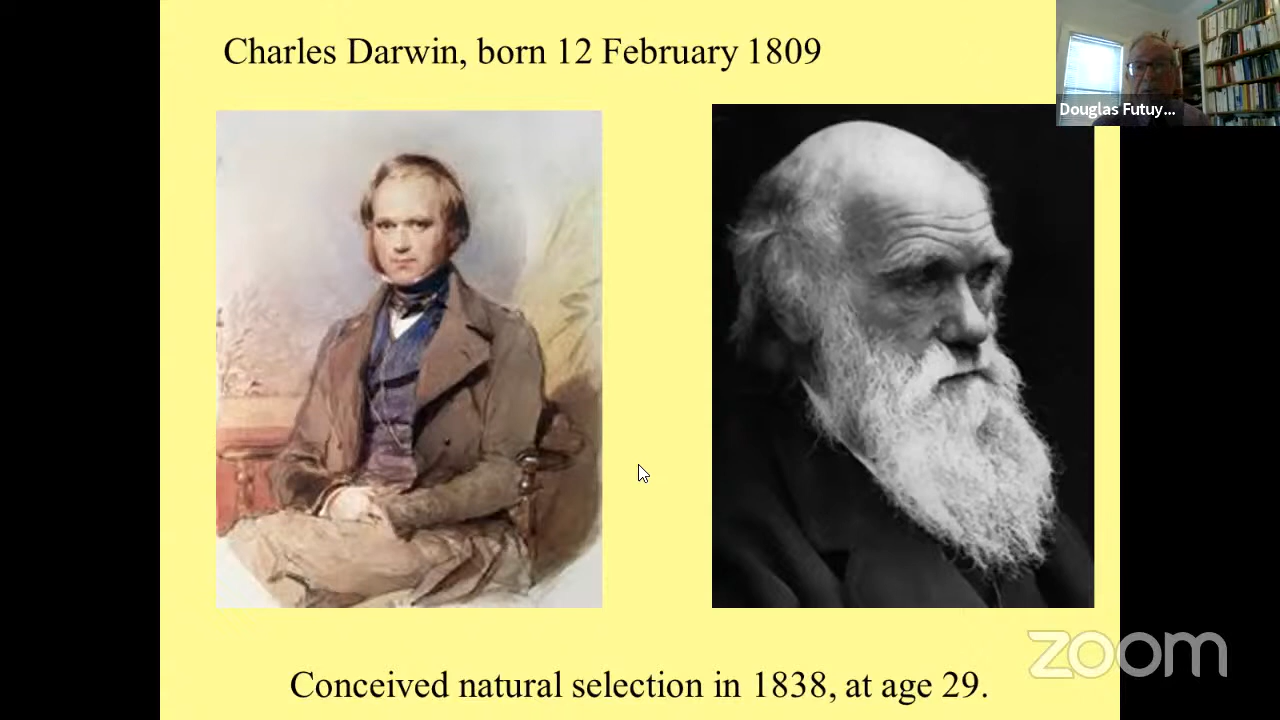 Charles Darwin, born 12 February 1809
Douglas Futuy...
zoom
Conceived natural selection in 1838, at age 29.